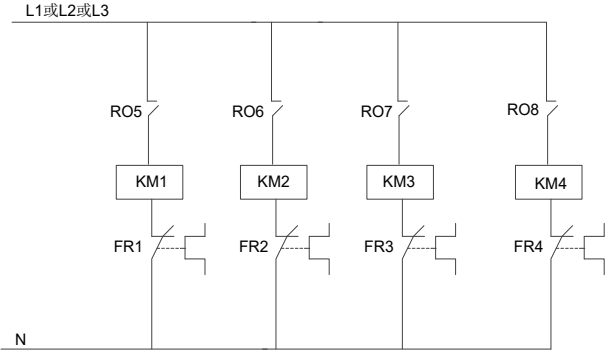 L1或L2或L3
RO5 RO6 RO7 RO8
KM1 KM2 KM3 KM4
FR1 FR2 FR3 FR4
N